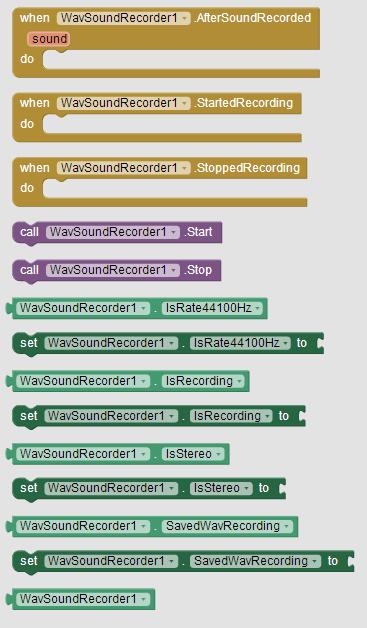 when WavSoundRecorder1 .AfterSoundRecorded
sound
do
when WavSoundRecorder1 .StartedRecording
do
when WavSoundRecorder1 .StoppedRecording
do
call WavSoundRecorder1 .Start
call WavSoundRecorder1 .Stop
WavSoundRecorder1 . IsRate44100Hz
set WavSoundRecorder1 . IsRate44100Hz to
WavSoundRecorder1 . IsRecording
set WavSoundRecorder1 . IsRecording to
WavSoundRecorder1 . IsStereo
set WavSoundRecorder1 . IsStereo to
WavSoundRecorder1 . SavedWavRecording
set WavSoundRecorder1 . SavedWavRecording to
WavSoundRecorder1